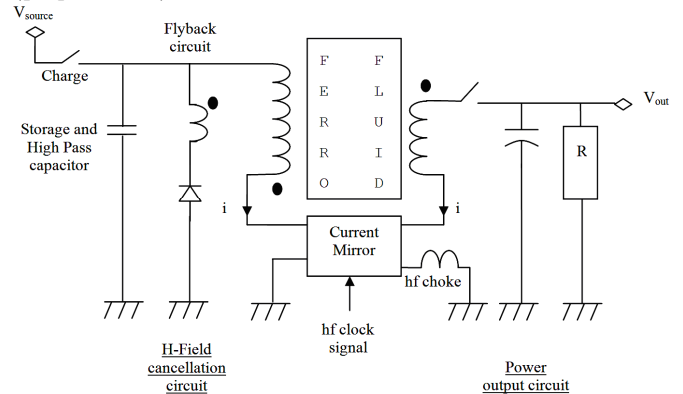 Vsource
Flyback
circuit
Charge
Storage and
High Pass
capacitor
F F
E L
R U
R I
O D
Vout
R
i
i
Current
Mirror
hf choke
hf clock
signal
H-Field
cancellation
circuit
Power
output circuit